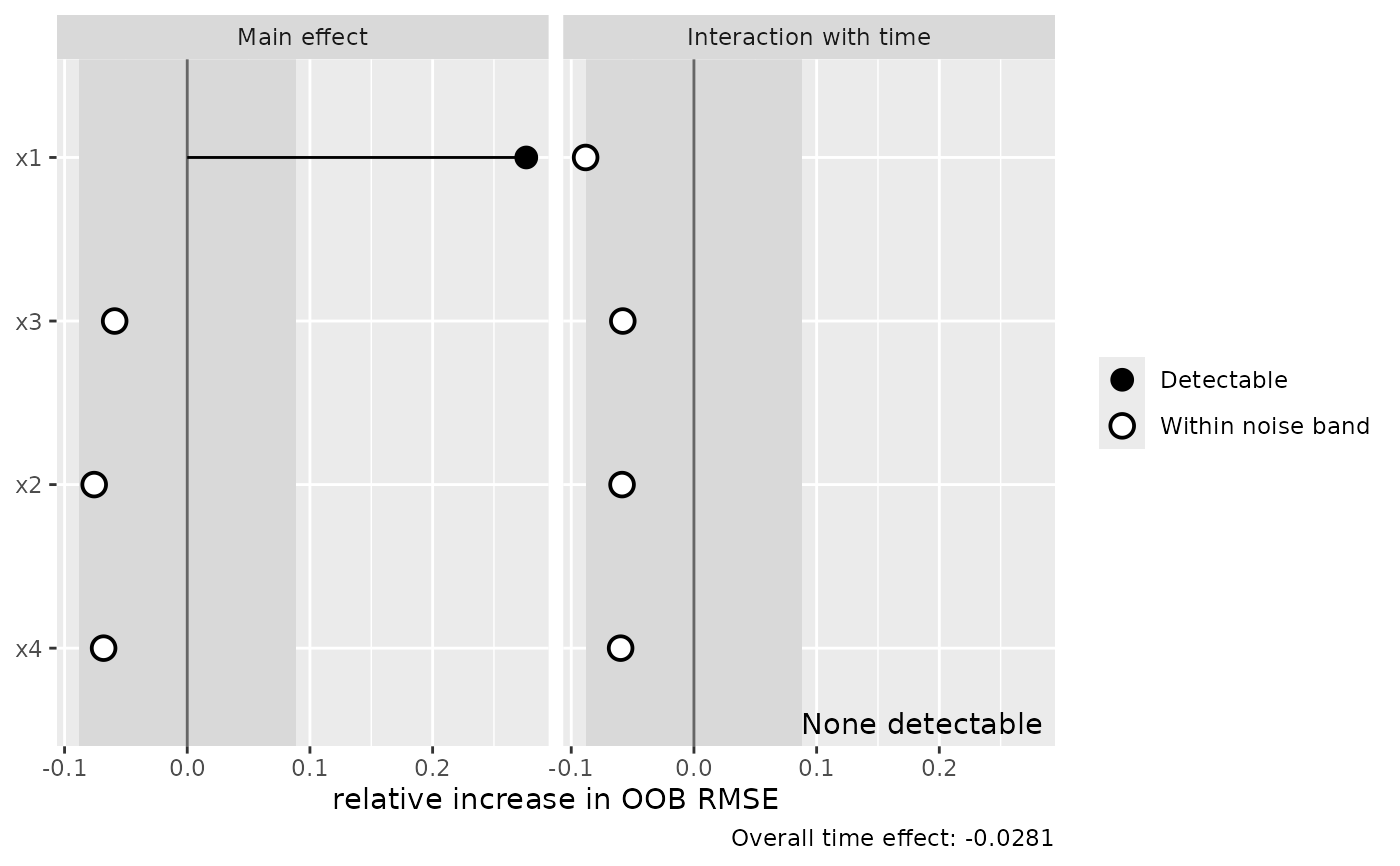 Main effect
Interaction with time
x1
x3
x2
x4
Detectable
Within noise band
None detectable
-0.1 0.0 0.1 0.2
-0.1 0.0 0.1 0.2
relative increase in OOB RMSE
Overall time effect: -0.0281